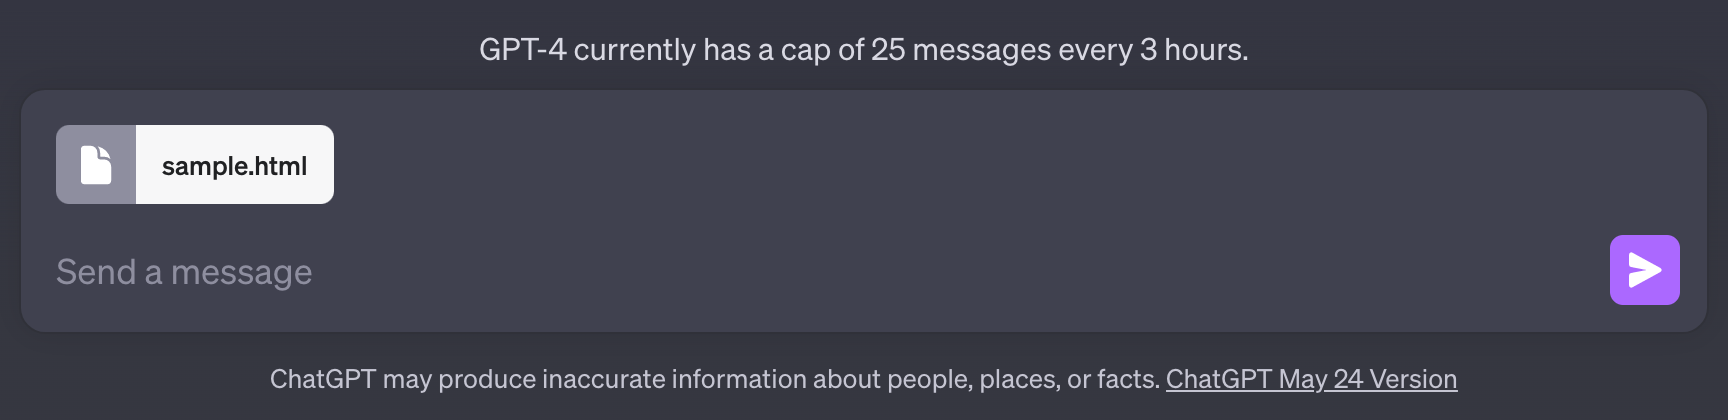 GPT-4 currently has a cap of 25 messages every 3 hours.
sample.html
Send a message
ChatGPT may produce inaccurate information about people, places, or facts. ChatGPT May 24 Version